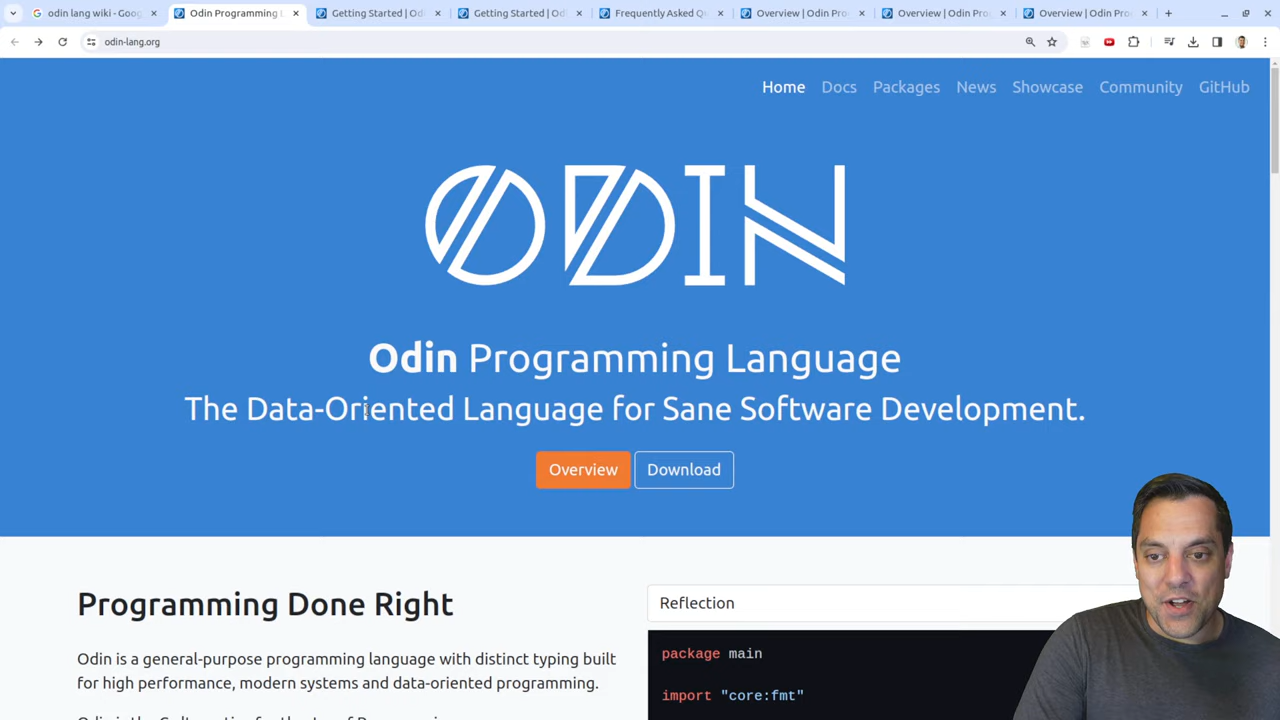 odin lang wiki - Goog
Odin Programming L
Getting Started | Odi
Getting Started | Odi
Frequently Asked Qu
Overview | Odin Pro
Overview | Odin Pro
Overview | Odin Pro
odin-lang.org
Home Docs Packages News Showcase Community GitHub
ODIN
Odin Programming Language
The Data-Oriented Language for Sane Software Development.
Overview Download
Programming Done Right
Reflection
Odin is a general-purpose programming language with distinct typing built
for high performance, modern systems and data-oriented programming.
package main
import "core:fmt"